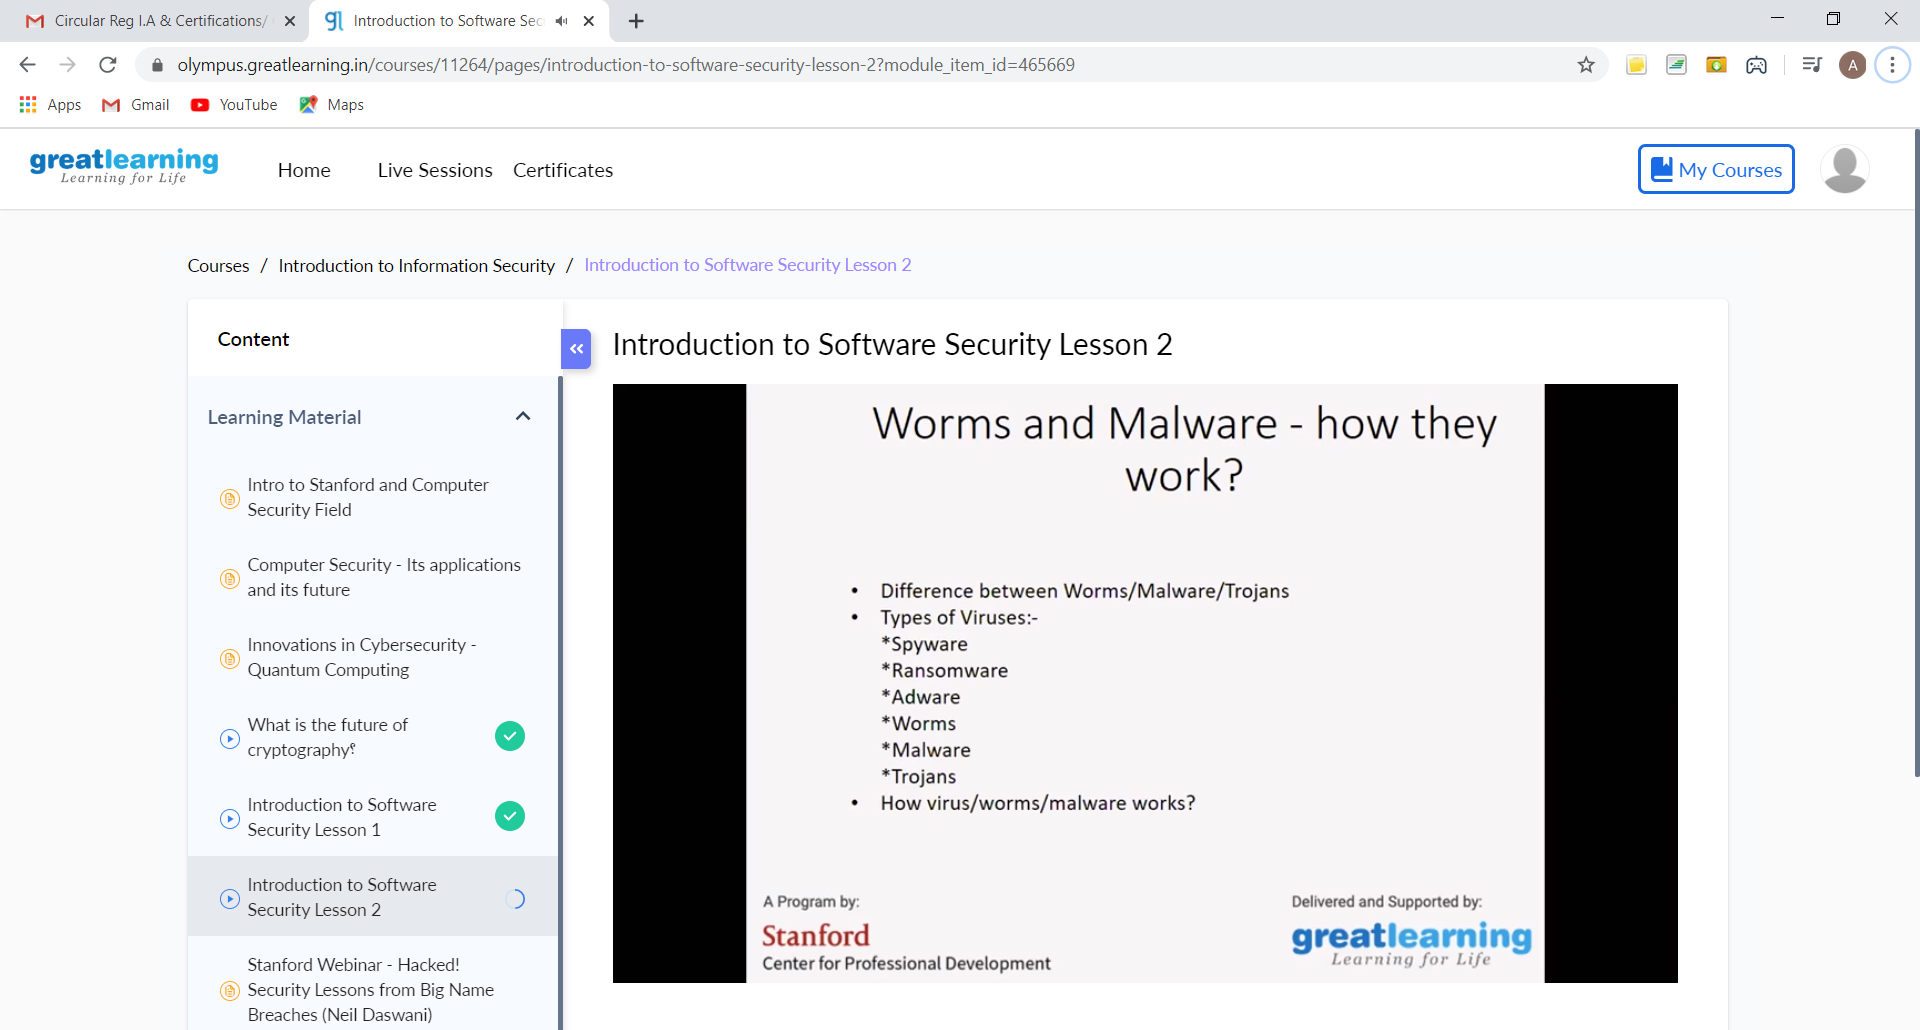 Circular Reg I.A & Certifications/
Introduction to Software Sec
olympus.greatlearning.in/courses/11264/pages/introduction-to-software-security-lesson-2?module_item_id=465669
A
Apps
Gmail
YouTube
Maps
greatlearning
Learning for Life
Home
Live Sessions
Certificates
My Courses
Courses / Introduction to Information Security / Introduction to Software Security Lesson 2
Content
Learning Material
Intro to Stanford and Computer
Security Field
Computer Security - Its applications
and its future
Innovations in Cybersecurity -
Quantum Computing
What is the future of
cryptography؟
Introduction to Software
Security Lesson 1
Introduction to Software
Security Lesson 2
Stanford Webinar - Hacked!
Security Lessons from Big Name
Breaches (Neil Daswani)
Introduction to Software Security Lesson 2
Worms and Malware - how they
work?
• Difference between Worms/Malware/Trojans
• Types of Viruses:-
*Spyware
*Ransomware
*Adware
*Worms
*Malware
*Trojans
• How virus/worms/malware works?
A Program by:
Stanford
Center for Professional Development
Delivered and Supported by:
greatlearning
Learning for Life